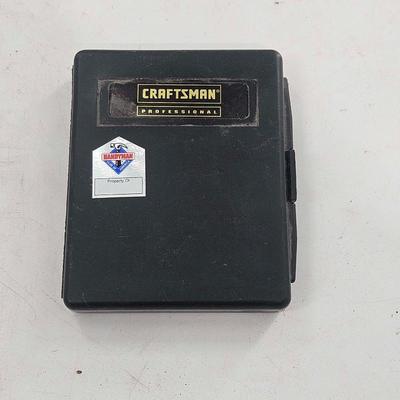 CRAFTSMAN®
PROFESSIONAL
HANDYMAN
Property Of